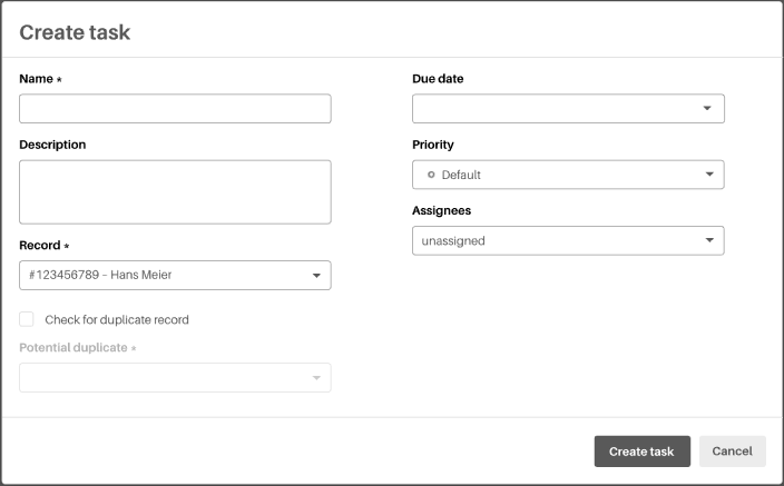 Create task
Name *
Description
Record *
#123456789 – Hans Meier
Check for duplicate record
Potential duplicate *
Due date
Priority
Default
Assignees
unassigned
Create task
Cancel